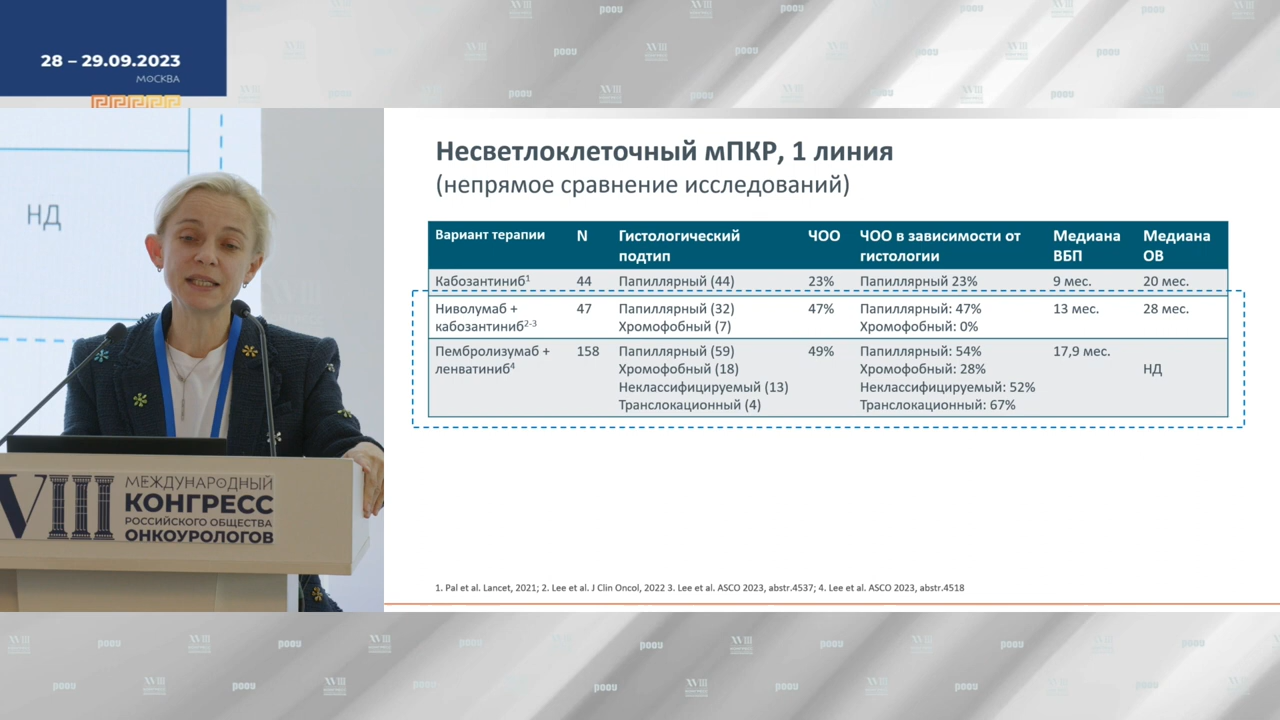 28 – 29.09.2023
МОСКВА
НД
VIII
МЕЖДУНАРОДНЫЙ
КОНГРЕСС
РОССИЙСКОГО ОБЩЕСТВА
ОНКОУРОЛОГОВ
Несветлоклеточный мПКР, 1 линия
(непрямое сравнение исследований)
Вариант терапии N Гистологический подтип ЧОО ЧОО в зависимости от гистологии Медиана ВБП Медиана ОВ
Кабозантиниб¹ 44 Папиллярный (44) 23% Папиллярный 23% 9 мес. 20 мес.
Ниволумаб + 47 Папиллярный (32) 47% Папиллярный: 47% 13 мес. 28 мес.
кабозантиниб²⁻³ Хромофобный (7) Хромофобный: 0%
Пембролизумаб + 158 Папиллярный (59) 49% Папиллярный: 54% 17,9 мес.
ленватиниб⁴ Хромофобный (18) Хромофобный: 28% НД
Неклассифицируемый (13) Неклассифицируемый: 52%
Транслокационный (4) Транслокационный: 67%
1. Pal et al. Lancet, 2021; 2. Lee et al. J Clin Oncol, 2022 3. Lee et al. ASCO 2023, abstr.4537; 4. Lee et al. ASCO 2023, abstr.4518